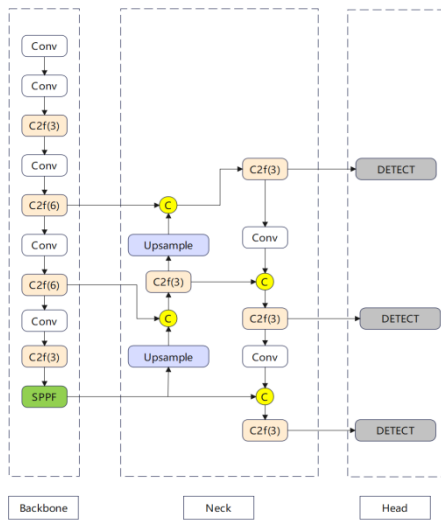 Conv
Conv
C2f(3)
Conv
C2f(6)
Conv
C2f(6)
Conv
C2f(3)
SPPF
C
Upsample
C2f(3)
C
Upsample
C2f(3)
Conv
C
C2f(3)
Conv
C
C2f(3)
DETECT
DETECT
DETECT
Backbone
Neck
Head